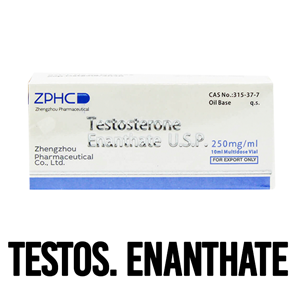 ZPHC
Zhengzhou Pharmaceutical
CAS No.:315-37-7
Oil Base q.s.
Testosterone
Enanthate U.S.P.
250mg/ml
10ml Multidose Vial
FOR EXPORT ONLY
Zhengzhou
Pharmaceutical
Co., Ltd.
TESTOS. ENANTHATE